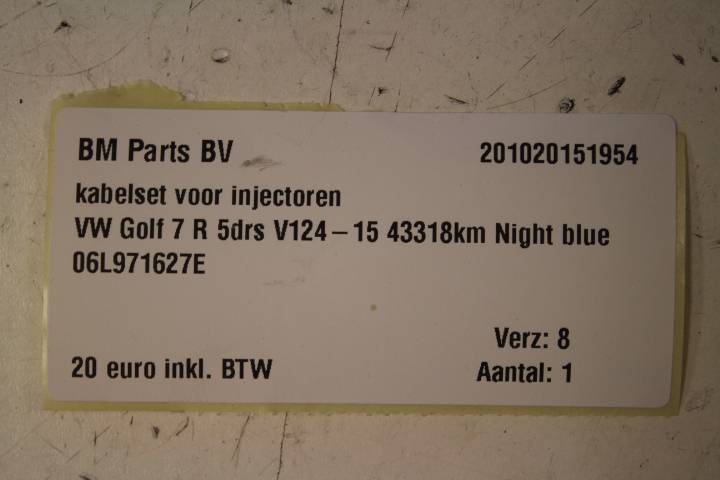 BM Parts BV 201020151954
kabelset voor injectoren
VW Golf 7 R 5drs V124 – 15 43318km Night blue
06L971627E
Verz: 8
20 euro inkl. BTW Aantal: 1